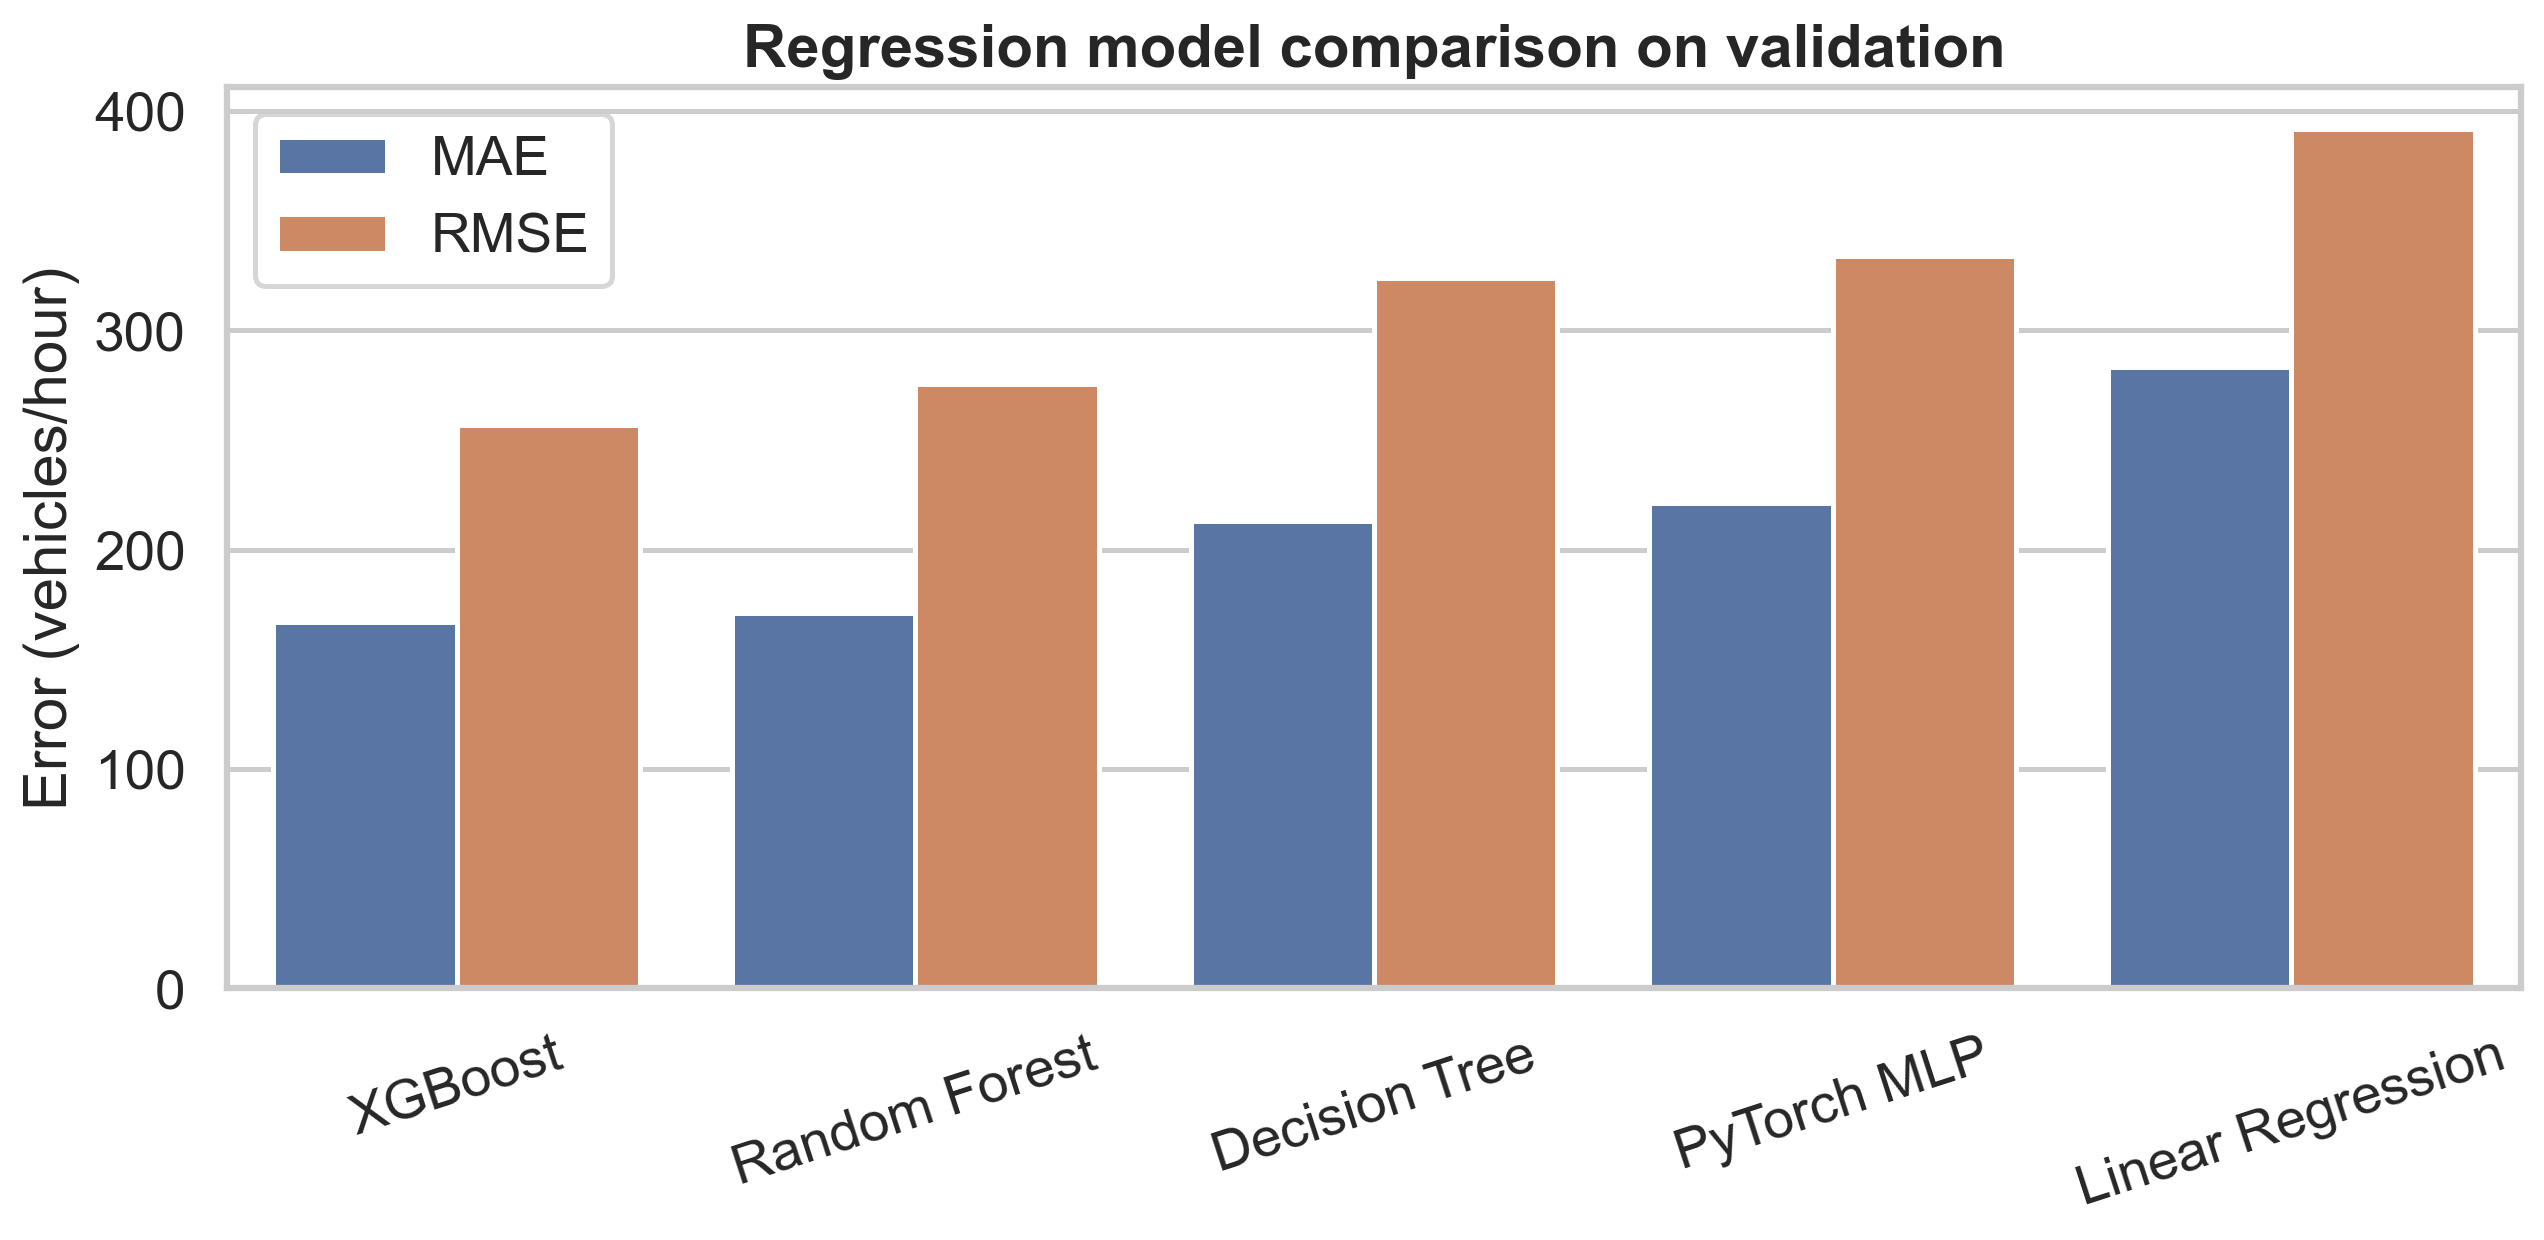 Regression model comparison on validation
400
300
200
100
0
Error (vehicles/hour)
MAE
RMSE
XGBoost
Random Forest
Decision Tree
PyTorch MLP
Linear Regression